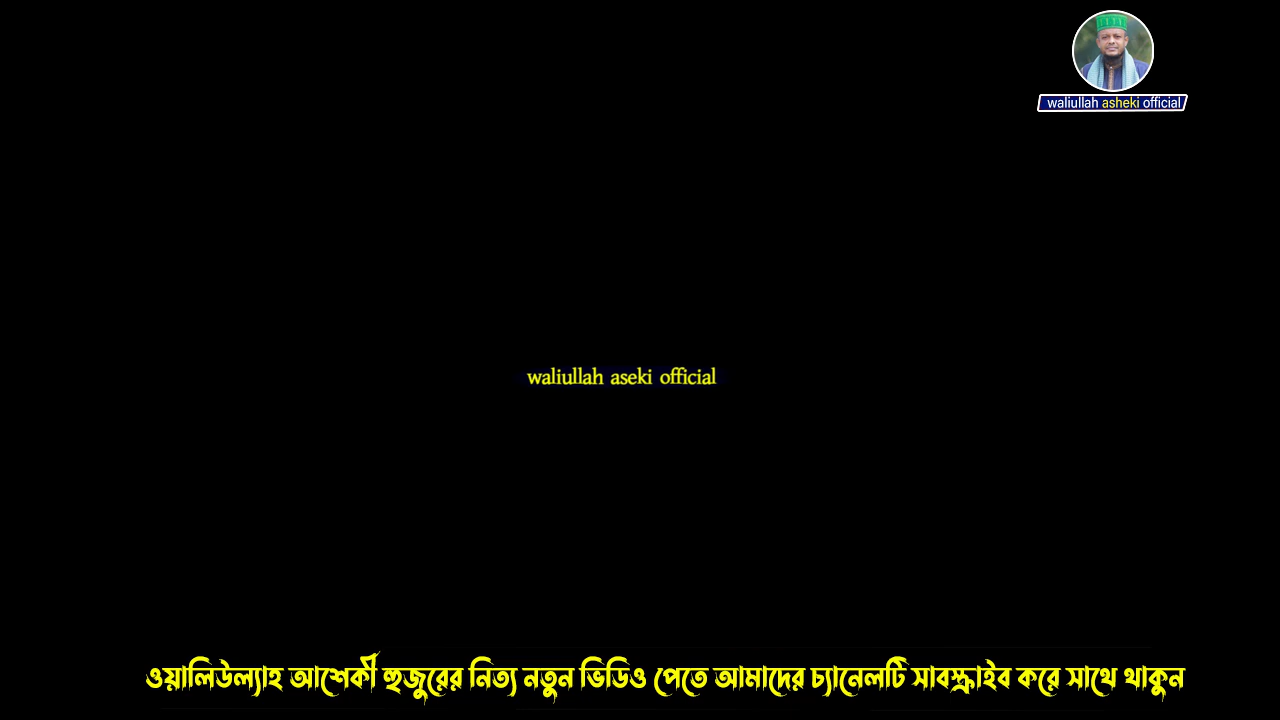 waliullah asheki official
waliullah aseki official
ওয়ালিউল্যাহ আশেকী হুজুরের নিত্য নতুন ভিডিও পেতে আমাদের চ্যানেলটি সাবস্ক্রাইব করে সাথে থাকুন